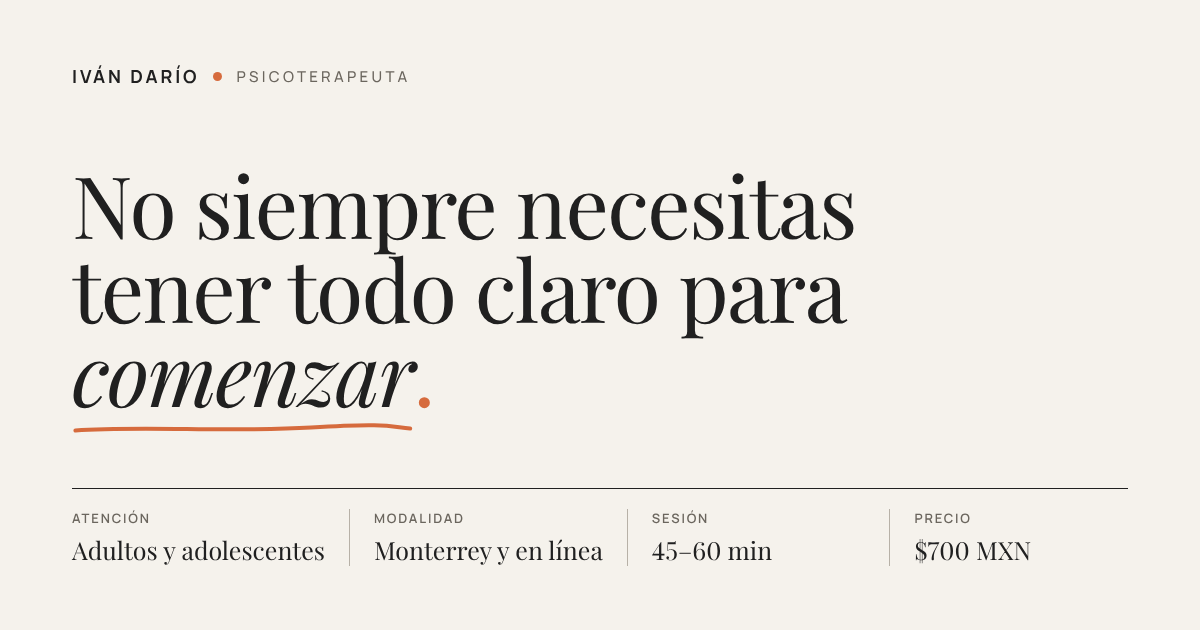 IVÁN DARÍO • PSICOTERAPEUTA
No siempre necesitas
tener todo claro para
comenzar.
ATENCIÓN
Adultos y adolescentes
MODALIDAD
Monterrey y en línea
SESIÓN
45–60 min
PRECIO
$700 MXN